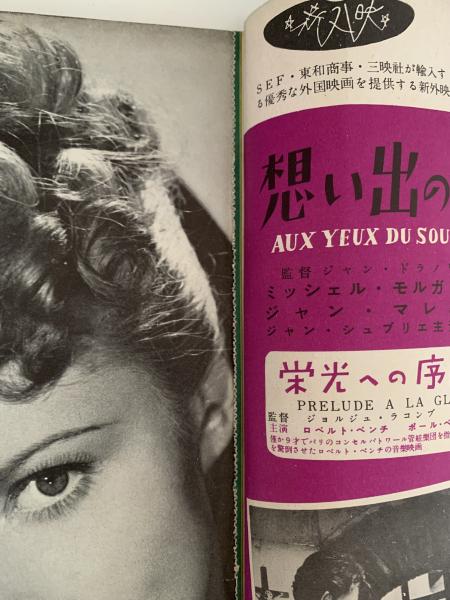 新外映
SEF・東和商事・三映社が輸入す
る優秀な外国映画を提供する新外映
想い出の
AUX YEUX DU SOU
監督 ジャン・ドラノ
ミッシェル・モルガ
ジャン・マレ
ジャン・シュブリエ主
栄光への序
PRELUDE A LA GL
監督 ジョルジュ・ラコンブ
主演 ロベルト・ベンチ ポール・ベ
僅か9才でパリのコンセルバトワール管絃楽団を指
を驚倒させたロベルト・ベンチの音楽映画